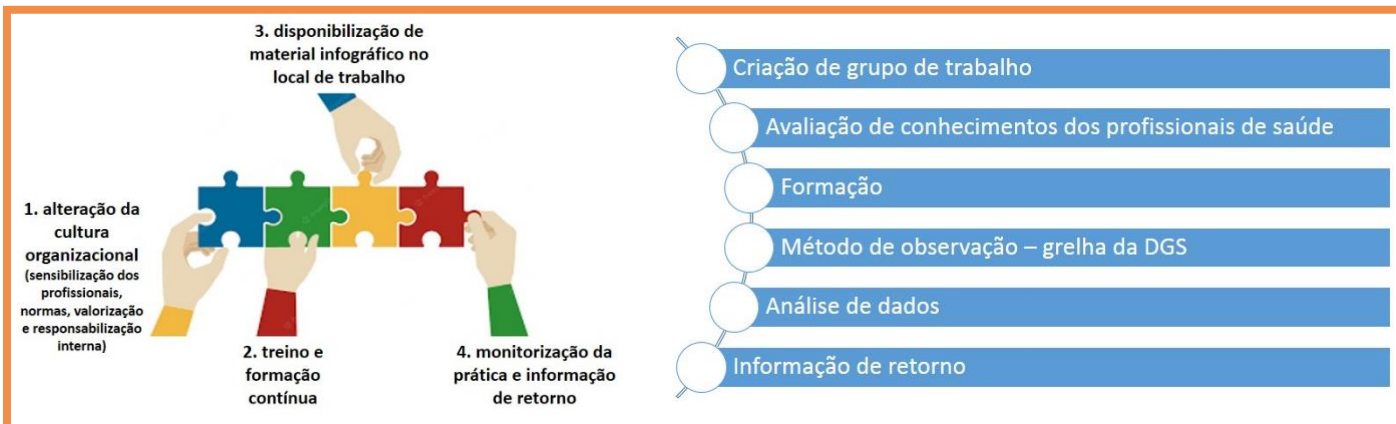 3. disponibilização de
material infográfico no
local de trabalho
1. alteração da
cultura
organizacional
(sensibilização dos
profissionais,
normas, valorização
e responsabilização
interna)
2. treino e
formação
contínua
4. monitorização da
prática e informação
de retorno
Criação de grupo de trabalho
Avaliação de conhecimentos dos profissionais de saúde
Formação
Método de observação – grelha da DGS
Análise de dados
Informação de retorno